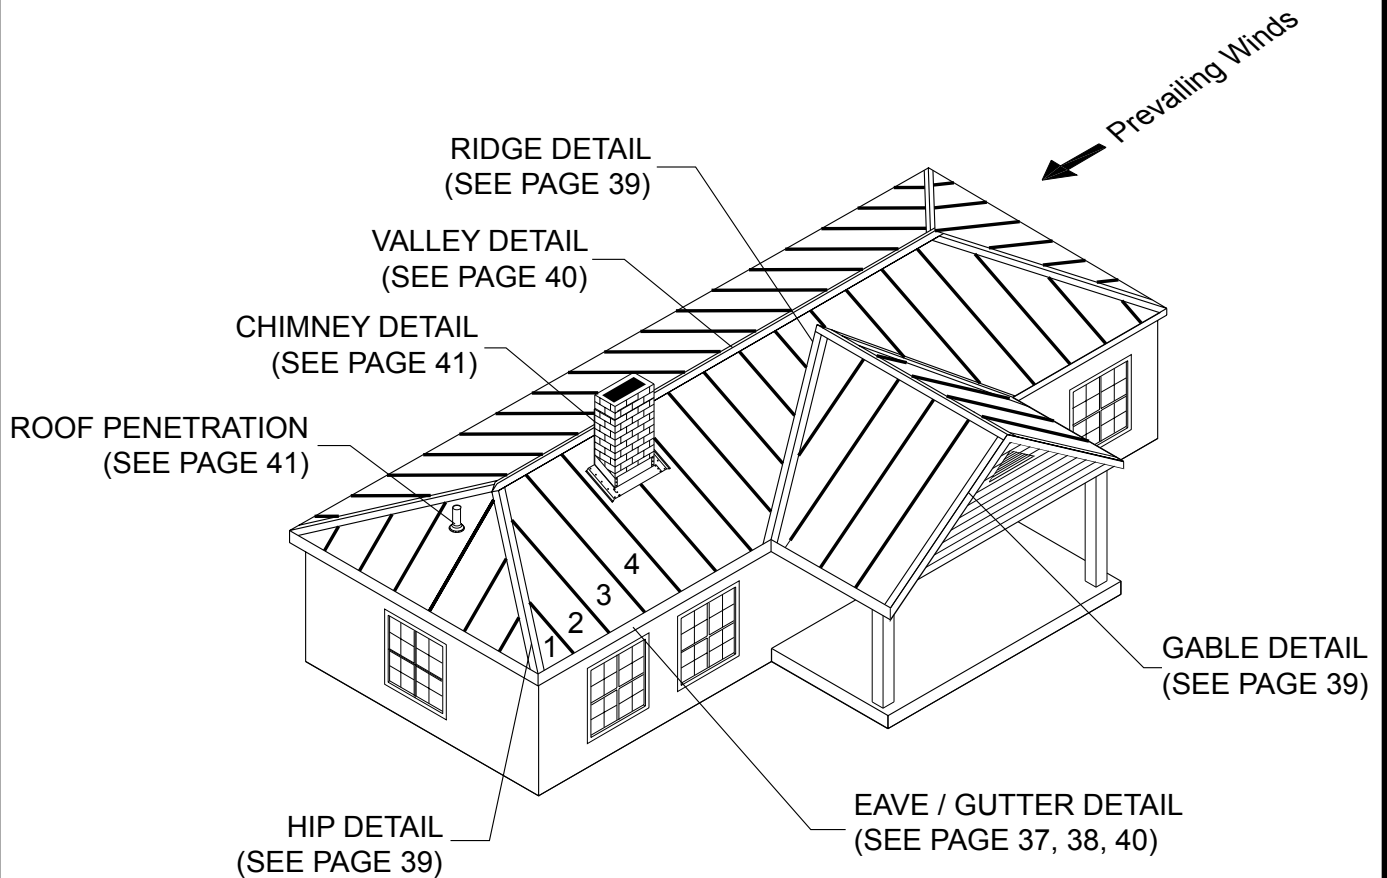 Prevailing Winds
RIDGE DETAIL
(SEE PAGE 39)
VALLEY DETAIL
(SEE PAGE 40)
CHIMNEY DETAIL
(SEE PAGE 41)
ROOF PENETRATION
(SEE PAGE 41)
4
3
2
1
GABLE DETAIL
(SEE PAGE 39)
EAVE / GUTTER DETAIL
(SEE PAGE 37, 38, 40)
HIP DETAIL
(SEE PAGE 39)